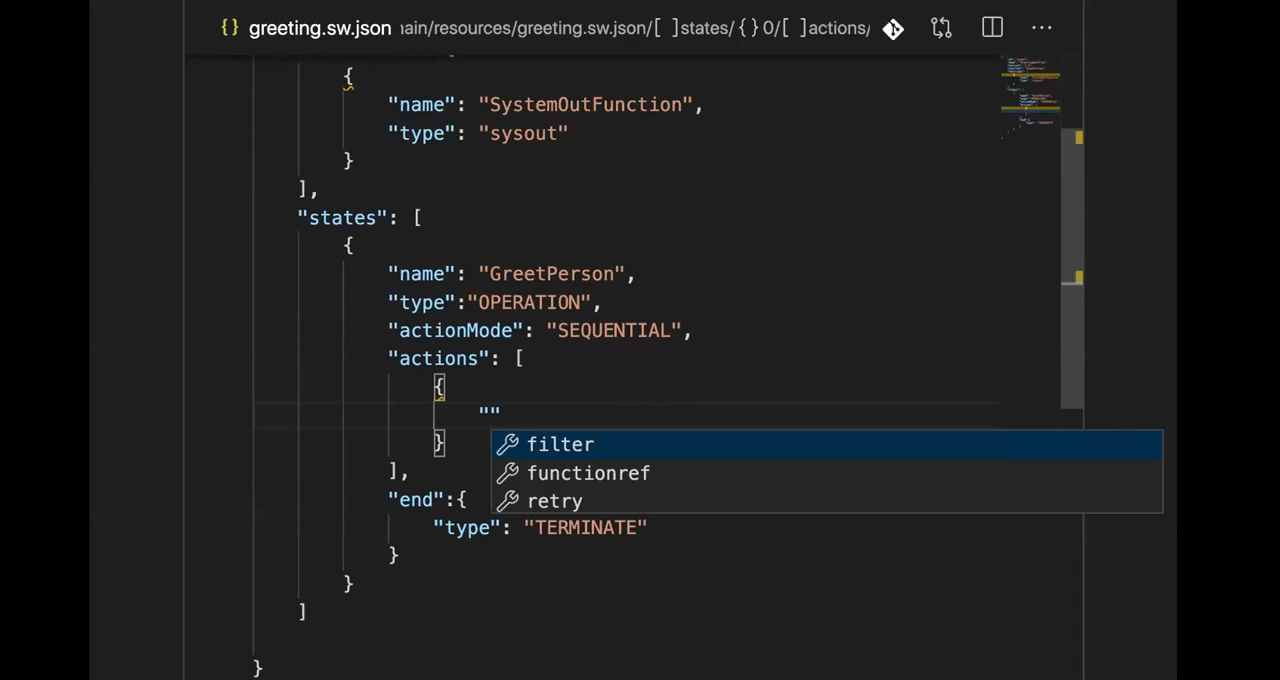 {} greeting.sw.json ain/resources/greeting.sw.json/[ ]states/{}0/[ ]actions/ ...
{
"name": "SystemOutFunction",
"type": "sysout"
}
],
"states": [
{
"name": "GreetPerson",
"type":"OPERATION",
"actionMode": "SEQUENTIAL",
"actions": [
{
""
filter
}
functionref
],
retry
"end":{
"type": "TERMINATE"
}
}
]
}